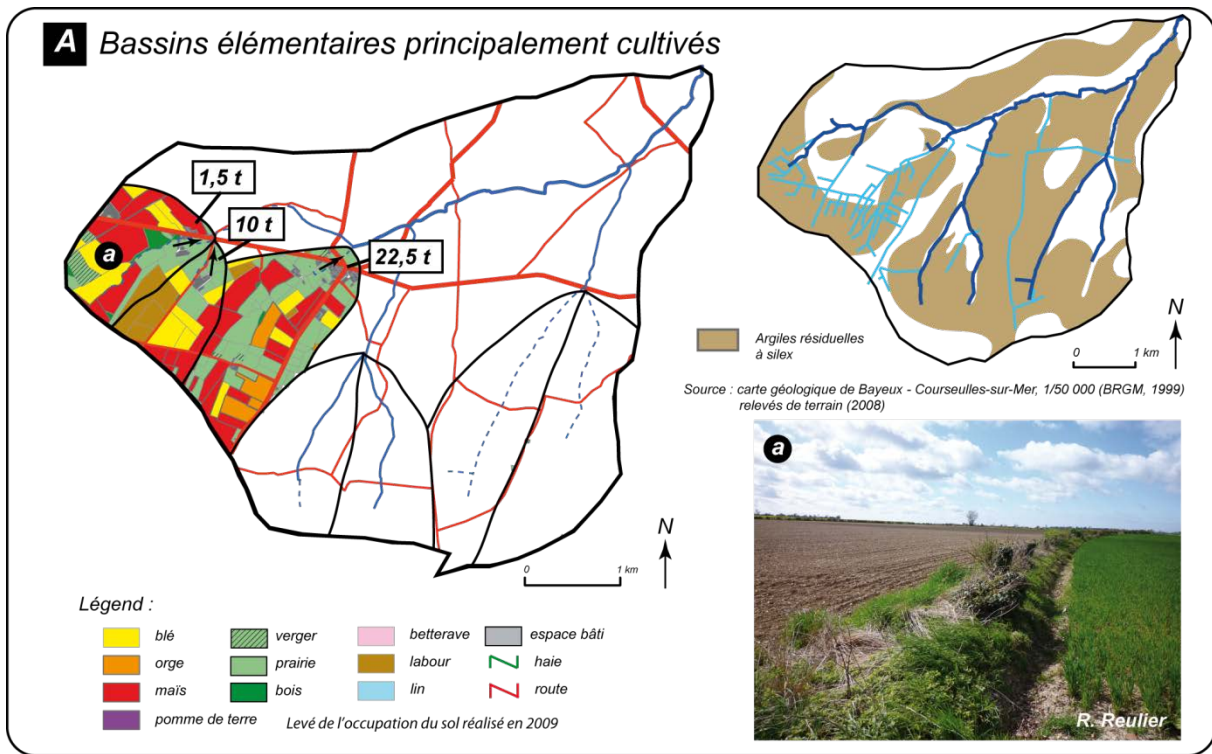 A Bassins élémentaires principalement cultivés
1,5 t
10 t
22,5 t
a
N
0 1 km
Légend :
blé
orge
maïs
pomme de terre
verger
prairie
bois
betterave
labour
lin
espace bâti
haie
route
Levé de l'occupation du sol réalisé en 2009
Argiles résiduelles
à silex
0 1 km
N
Source : carte géologique de Bayeux - Courseulles-sur-Mer, 1/50 000 (BRGM, 1999)
relevés de terrain (2008)
a
R. Reulier